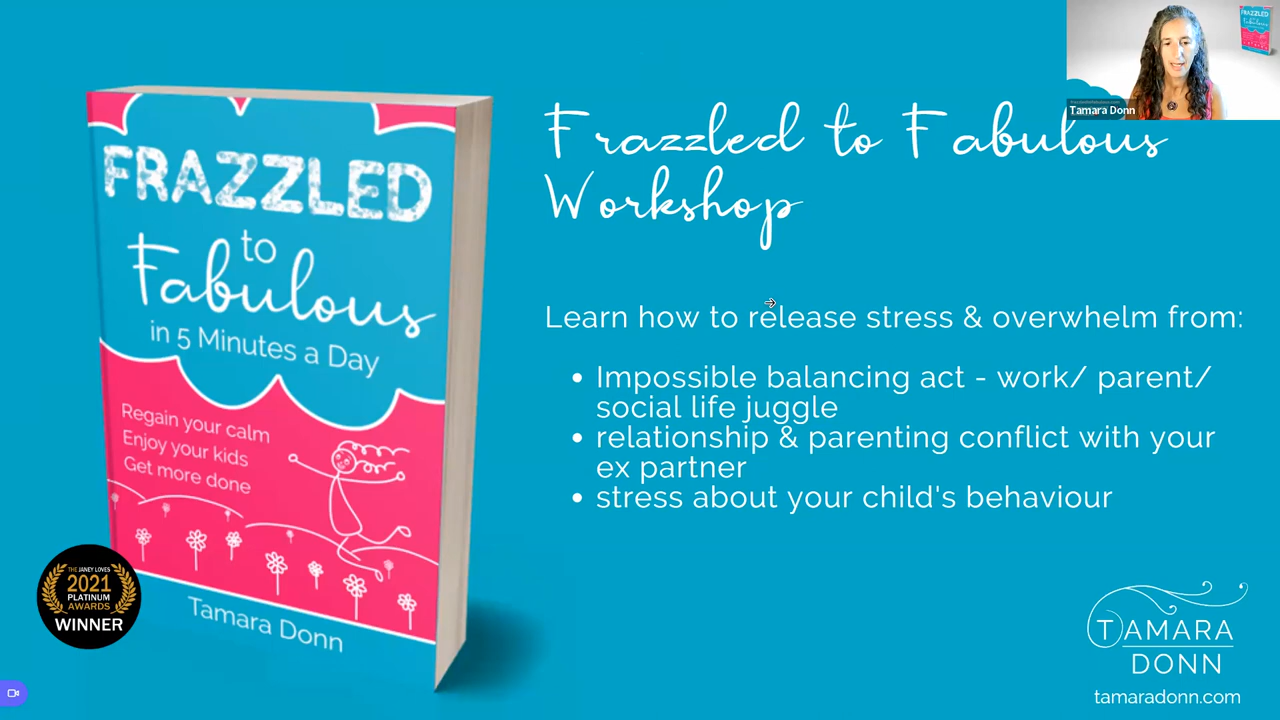 FRAZZLED
to
Fabulous
in 5 Minutes a Day
Regain your calm
Enjoy your kids
Get more done
Tamara Donn
THE JANEY LOVES
2021
PLATINUM
AWARDS
WINNER
Frazzled to Fabulous
Workshop
Learn how to release stress & overwhelm from:
• Impossible balancing act - work/ parent/
social life juggle
• relationship & parenting conflict with your
ex partner
• stress about your child's behaviour
Tamara Donn
FRAZZLED
to
Fabulous
TAMARA
DONN
tamaradonn.com